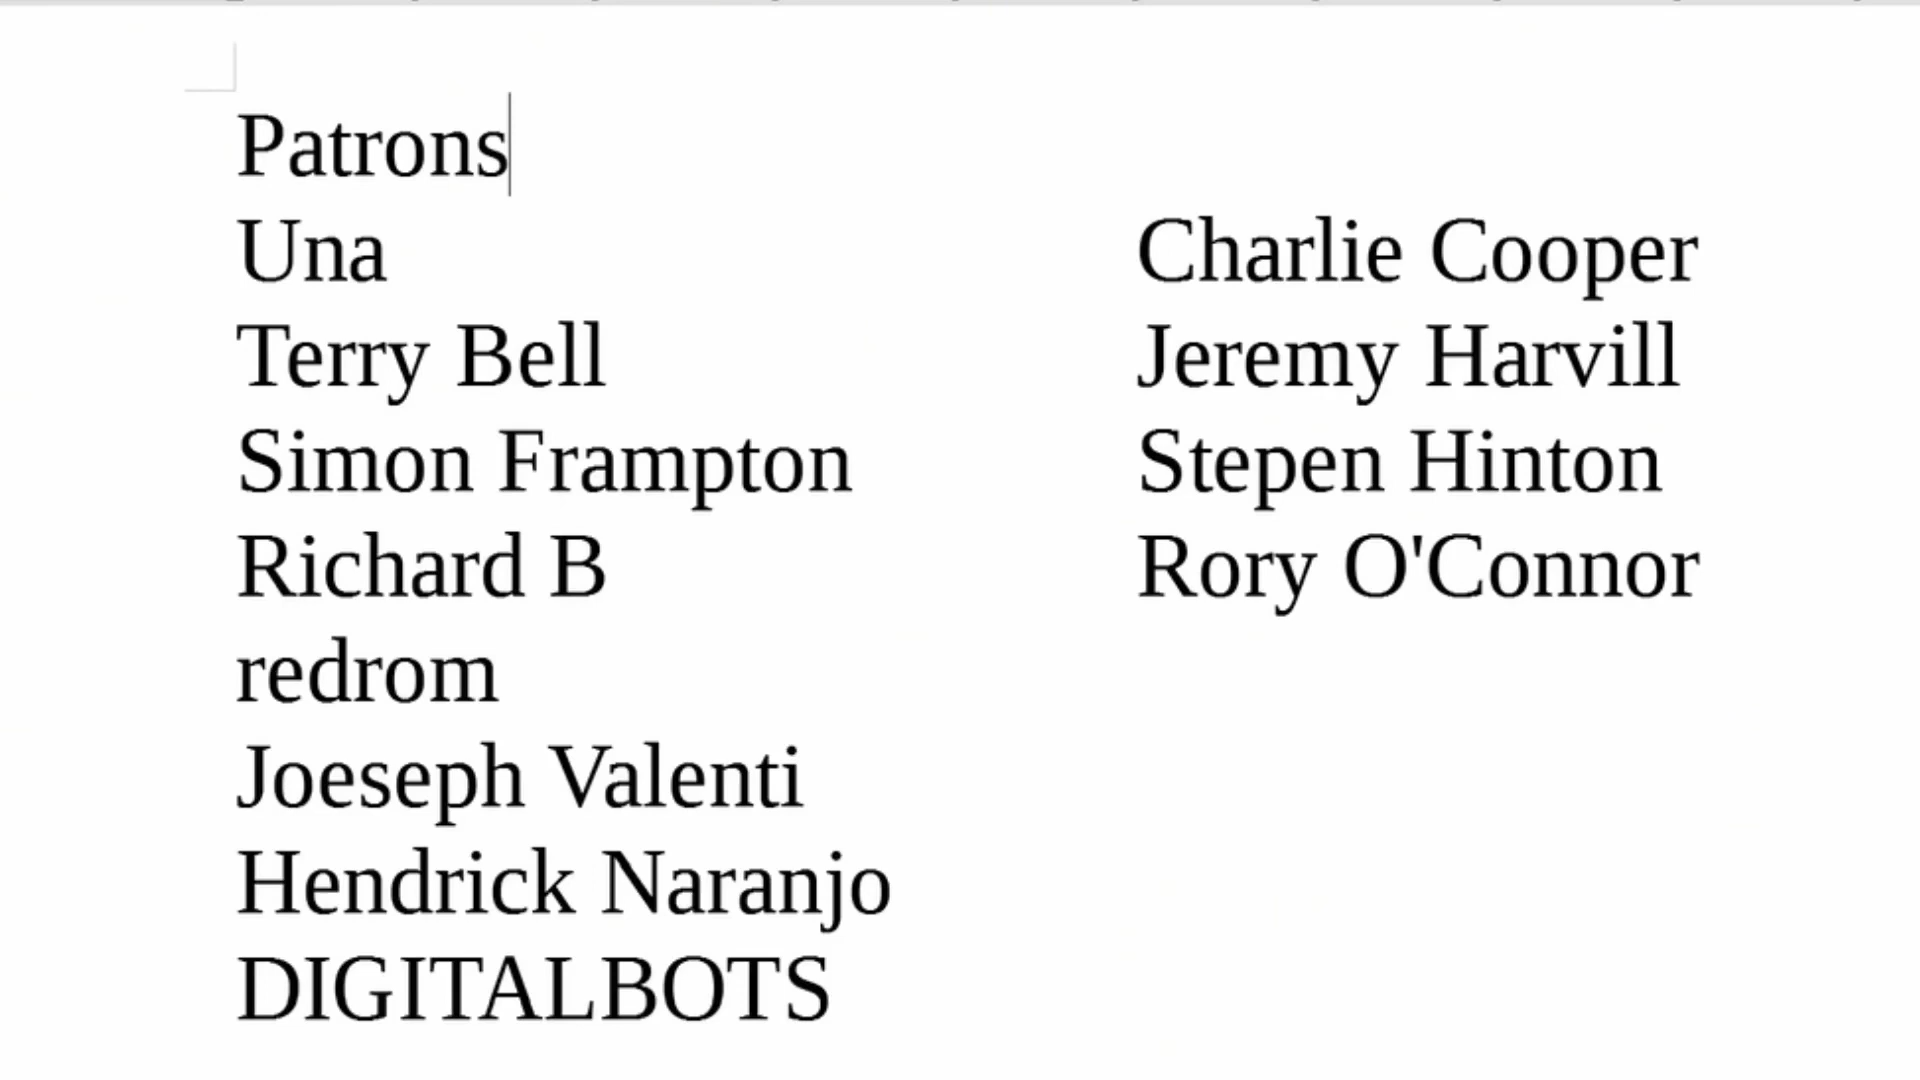 Patrons
Una
Terry Bell
Simon Frampton
Richard B
redrom
Joeseph Valenti
Hendrick Naranjo
DIGITALBOTS
Charlie Cooper
Jeremy Harvill
Stepen Hinton
Rory O'Connor